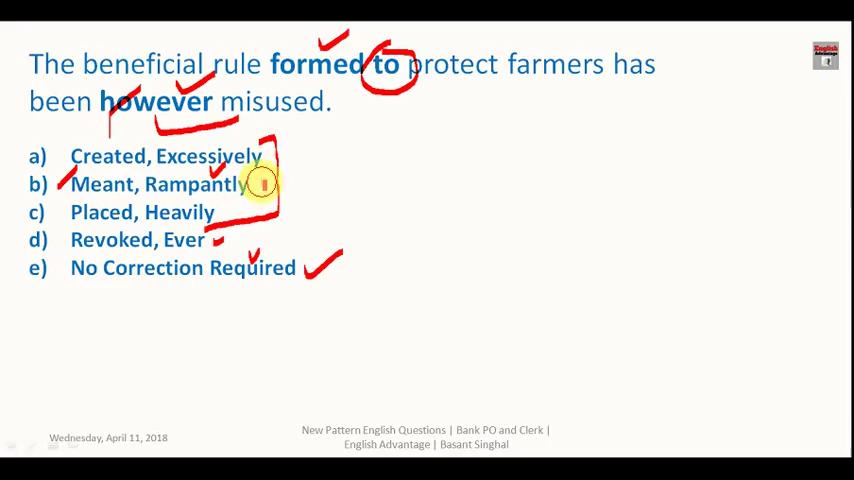 The beneficial rule formed to protect farmers has
been however misused.
a) Created, Excessively
b) Meant, Rampantly
c) Placed, Heavily
d) Revoked, Ever
e) No Correction Required
English
Advantage
Wednesday, April 11, 2018
New Pattern English Questions | Bank PO and Clerk |
English Advantage | Basant Singhal